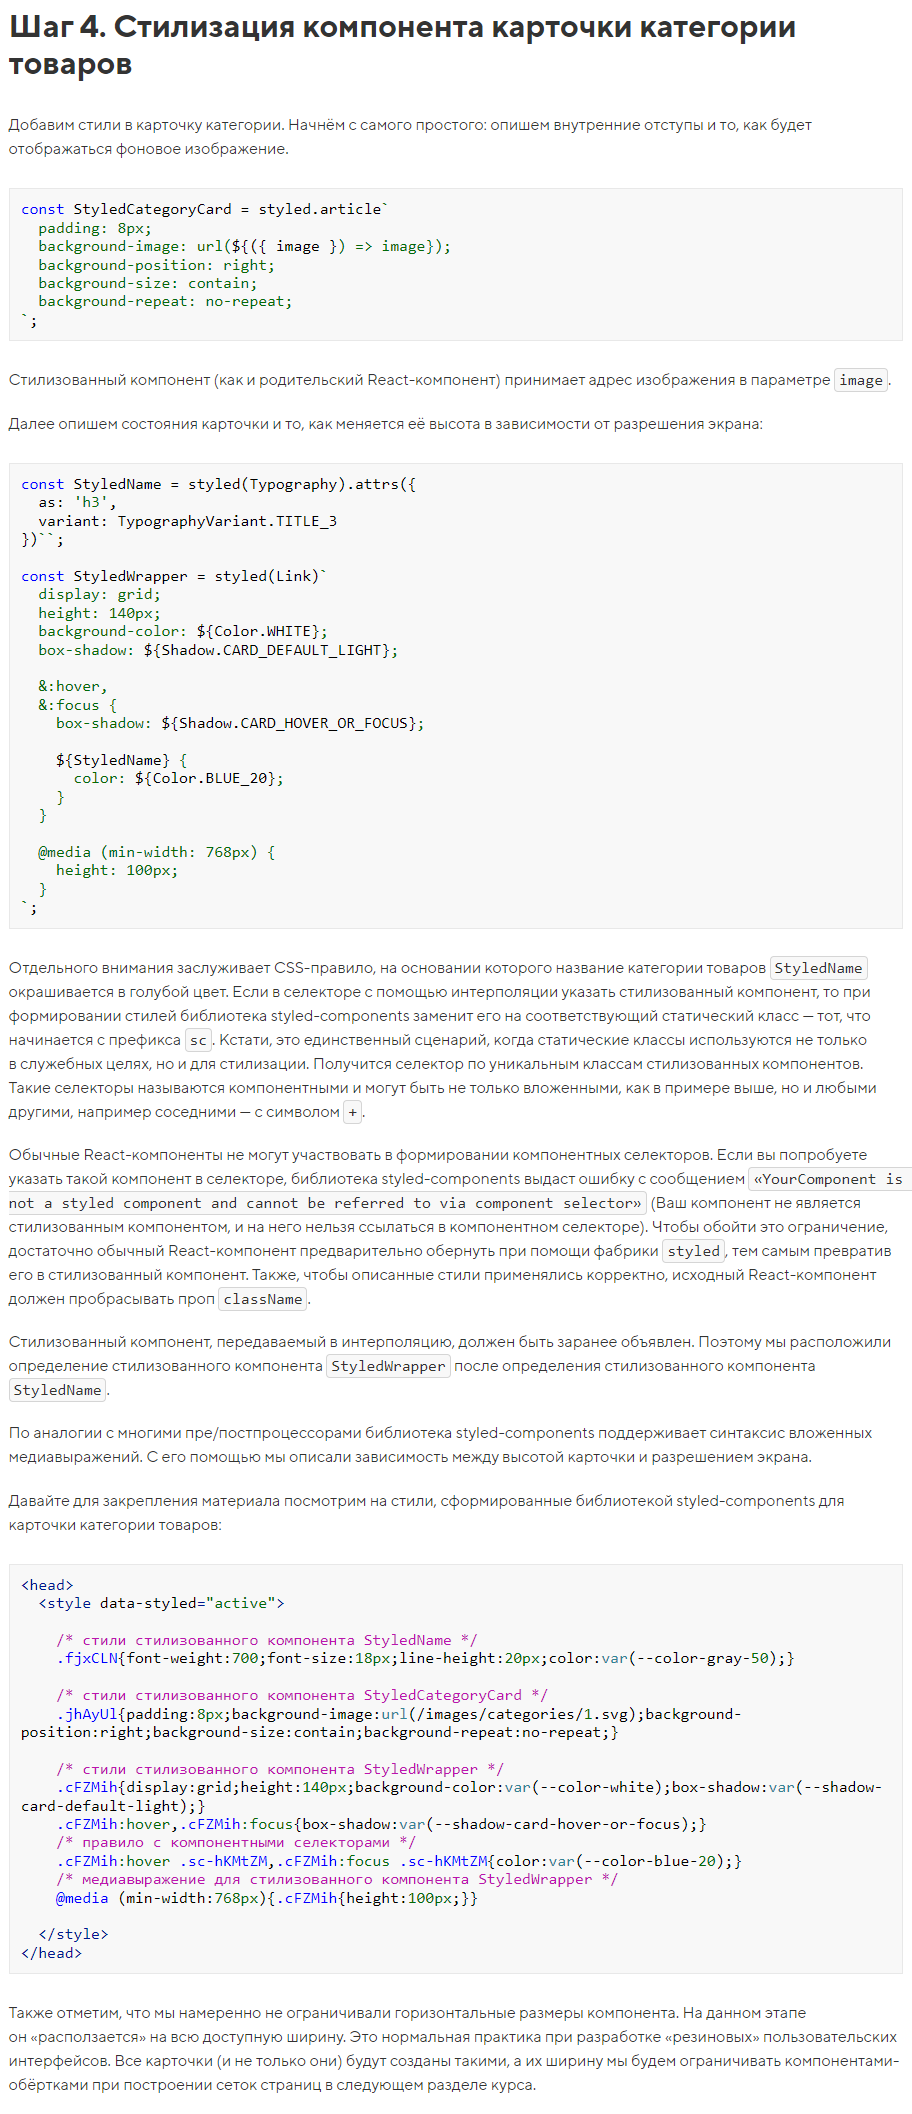 Шаг 4. Стилизация компонента карточки категории
товаров
Добавим стили в карточку категории. Начнём с самого простого: опишем внутренние отступы и то, как будет
отображаться фоновое изображение.
const StyledCategoryCard = styled.article`
  padding: 8px;
  background-image: url(${({ image }) => image});
  background-position: right;
  background-size: contain;
  background-repeat: no-repeat;
`;
Стилизованный компонент (как и родительский React-компонент) принимает адрес изображения в параметре image.
Далее опишем состояния карточки и то, как меняется её высота в зависимости от разрешения экрана:
const StyledName = styled(Typography).attrs({
  as: 'h3',
  variant: TypographyVariant.TITLE_3
})``;
const StyledWrapper = styled(Link)`
  display: grid;
  height: 140px;
  background-color: ${Color.WHITE};
  box-shadow: ${Shadow.CARD_DEFAULT_LIGHT};
  &:hover,
  &:focus {
    box-shadow: ${Shadow.CARD_HOVER_OR_FOCUS};
    ${StyledName} {
      color: ${Color.BLUE_20};
    }
  }
  @media (min-width: 768px) {
    height: 100px;
  }
`;
Отдельного внимания заслуживает CSS-правило, на основании которого название категории товаров StyledName
окрашивается в голубой цвет. Если в селекторе с помощью интерполяции указать стилизованный компонент, то при
формировании стилей библиотека styled-components заменит его на соответствующий статический класс — тот, что
начинается с префикса sc. Кстати, это единственный сценарий, когда статические классы используются не только
в служебных целях, но и для стилизации. Получится селектор по уникальным классам стилизованных компонентов.
Такие селекторы называются компонентными и могут быть не только вложенными, как в примере выше, но и любыми
другими, например соседними — с символом +.
Обычные React-компоненты не могут участвовать в формировании компонентных селекторов. Если вы попробуете
указать такой компонент в селекторе, библиотека styled-components выдаст ошибку с сообщением «YourComponent is
not a styled component and cannot be referred to via component selector» (Ваш компонент не является
стилизованным компонентом, и на него нельзя ссылаться в компонентном селекторе). Чтобы обойти это ограничение,
достаточно обычный React-компонент предварительно обернуть при помощи фабрики styled, тем самым превратив
его в стилизованный компонент. Также, чтобы описанные стили применялись корректно, исходный React-компонент
должен пробрасывать проп className.
Стилизованный компонент, передаваемый в интерполяцию, должен быть заранее объявлен. Поэтому мы расположили
определение стилизованного компонента StyledWrapper после определения стилизованного компонента
StyledName.
По аналогии с многими пре/постпроцессорами библиотека styled-components поддерживает синтаксис вложенных
медиавыражений. С его помощью мы описали зависимость между высотой карточки и разрешением экрана.
Давайте для закрепления материала посмотрим на стили, сформированные библиотекой styled-components для
карточки категории товаров:
<head>
  <style data-styled="active">
    /* стили стилизованного компонента StyledName */
    .fjxCLN{font-weight:700;font-size:18px;line-height:20px;color:var(--color-gray-50);}
    /* стили стилизованного компонента StyledCategoryCard */
    .jhAyUl{padding:8px;background-image:url(/images/categories/1.svg);background-
position:right;background-size:contain;background-repeat:no-repeat;}
    /* стили стилизованного компонента StyledWrapper */
    .cFZMih{display:grid;height:140px;background-color:var(--color-white);box-shadow:var(--shadow-
card-default-light);}
    .cFZMih:hover,.cFZMih:focus{box-shadow:var(--shadow-card-hover-or-focus);}
    /* правило с компонентными селекторами */
    .cFZMih:hover .sc-hKMtZM,.cFZMih:focus .sc-hKMtZM{color:var(--color-blue-20);}
    /* медиавыражение для стилизованного компонента StyledWrapper */
    @media (min-width:768px){.cFZMih{height:100px;}}
  </style>
</head>
Также отметим, что мы намеренно не ограничивали горизонтальные размеры компонента. На данном этапе
он «расползается» на всю доступную ширину. Это нормальная практика при разработке «резиновых» пользовательских
интерфейсов. Все карточки (и не только они) будут созданы такими, а их ширину мы будем ограничивать компонентами-
обёртками при построении сеток страниц в следующем разделе курса.